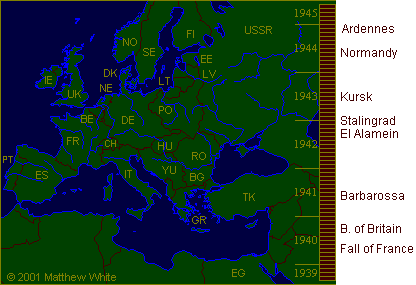 1945
Ardennes
NO
FI
USSR
SE
1944
Normandy
EE
DK
LV
IE
LT
NE
UK
1943
Kursk
PO
BE
DE
Stalingrad
El Alamein
FR
CH
HU
1942
RO
PT
ES
IT
YU
BG
1941
Barbarossa
TK
GR
B. of Britain
1940
Fall of France
EG
1939
© 2001 Matthew White